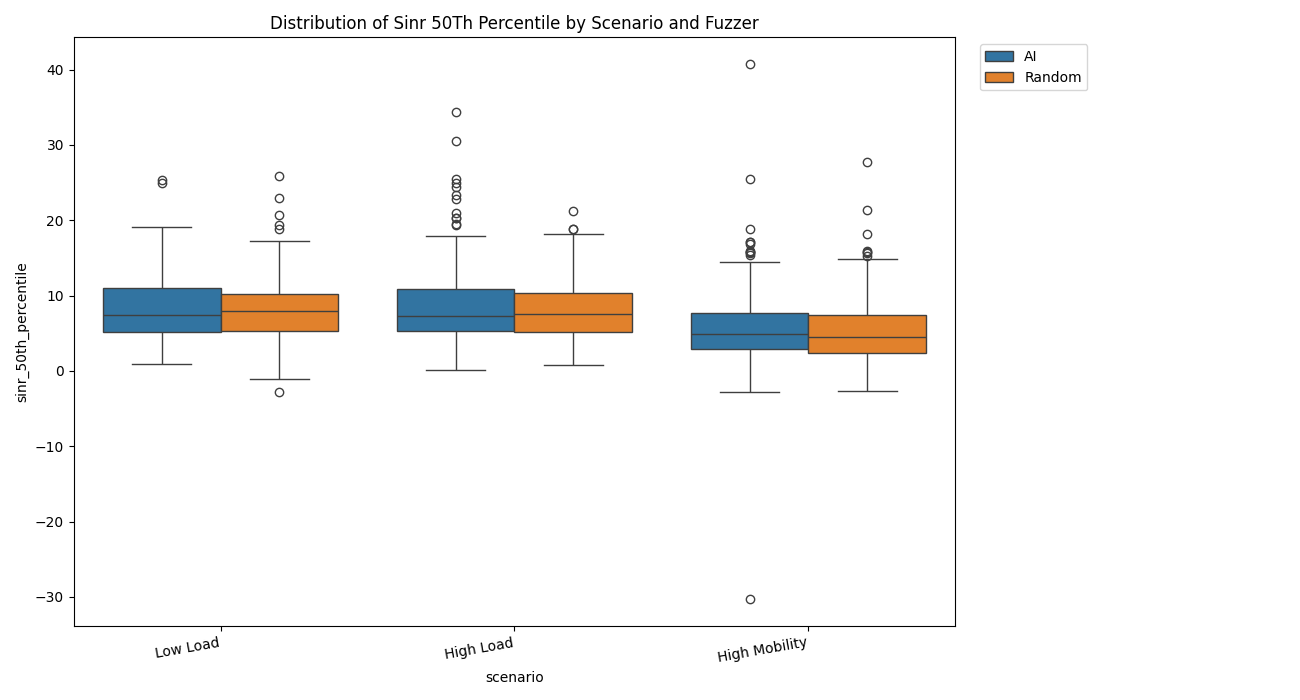 Distribution of Sinr 50Th Percentile by Scenario and Fuzzer
AI
Random
sinr_50th_percentile
40
30
20
10
0
−10
−20
−30
Low Load
High Load
High Mobility
scenario